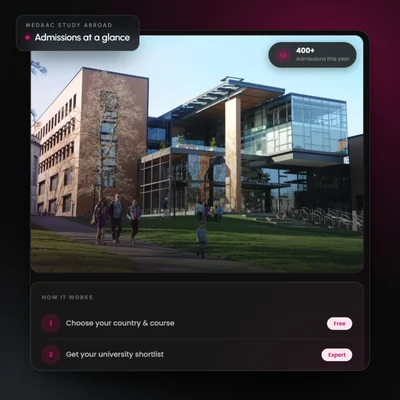 MEDAAC STUDY ABROAD
Admissions at a glance
400+
Admissions this year
HOW IT WORKS
1
Choose your country & course
Free
2
Get your university shortlist
Expert